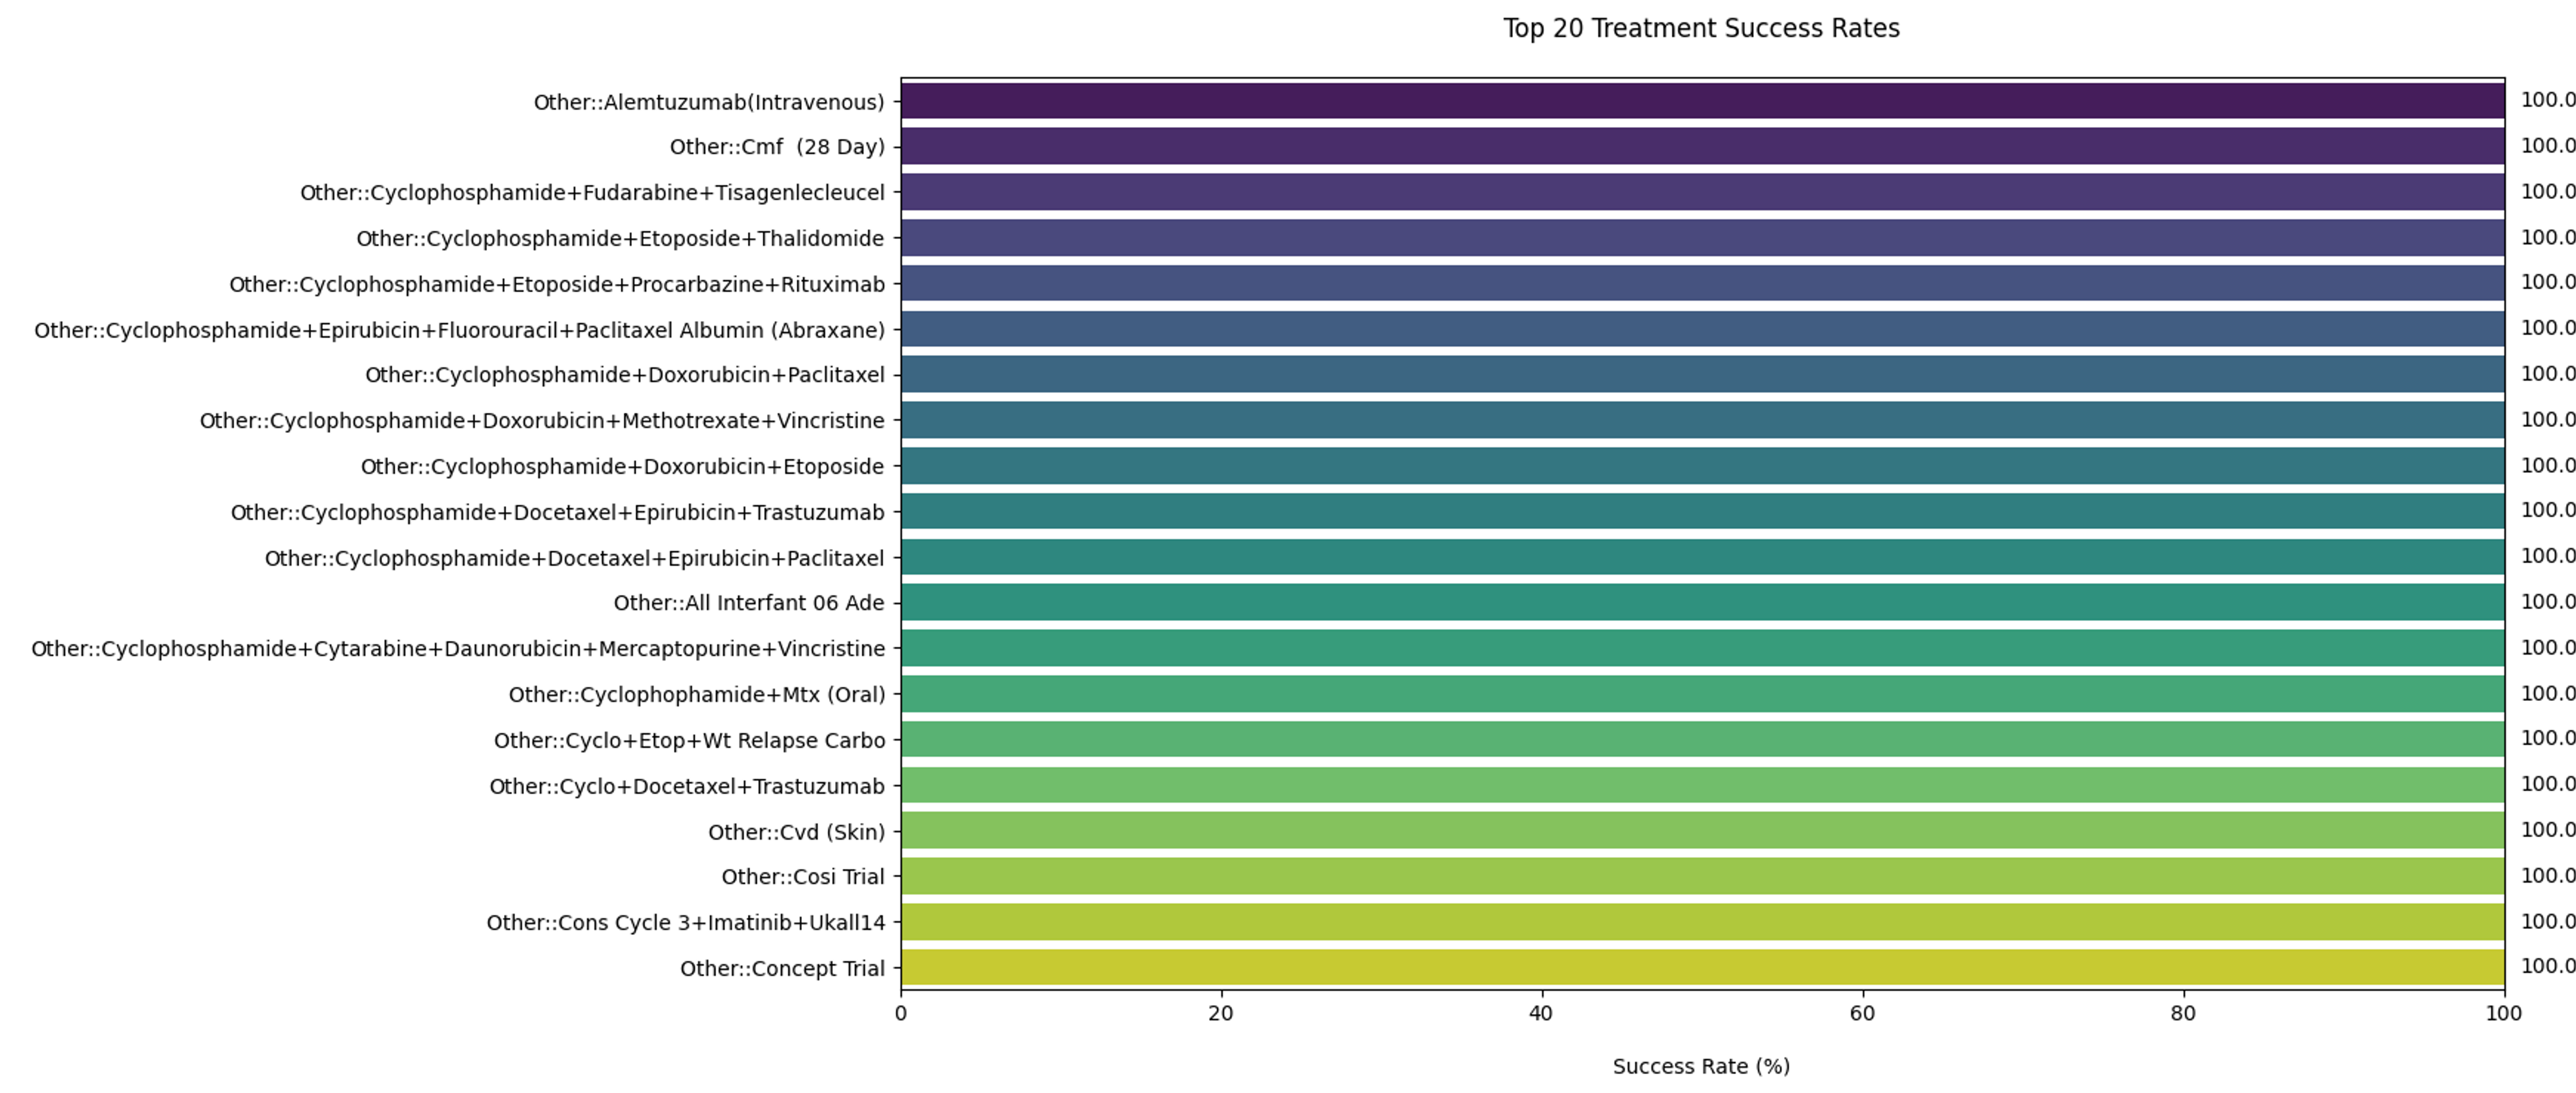 Top 20 Treatment Success Rates
Other::Alemtuzumab(Intravenous) 100.0
Other::Cmf  (28 Day) 100.0
Other::Cyclophosphamide+Fudarabine+Tisagenlecleucel 100.0
Other::Cyclophosphamide+Etoposide+Thalidomide 100.0
Other::Cyclophosphamide+Etoposide+Procarbazine+Rituximab 100.0
Other::Cyclophosphamide+Epirubicin+Fluorouracil+Paclitaxel Albumin (Abraxane) 100.0
Other::Cyclophosphamide+Doxorubicin+Paclitaxel 100.0
Other::Cyclophosphamide+Doxorubicin+Methotrexate+Vincristine 100.0
Other::Cyclophosphamide+Doxorubicin+Etoposide 100.0
Other::Cyclophosphamide+Docetaxel+Epirubicin+Trastuzumab 100.0
Other::Cyclophosphamide+Docetaxel+Epirubicin+Paclitaxel 100.0
Other::All Interfant 06 Ade 100.0
Other::Cyclophosphamide+Cytarabine+Daunorubicin+Mercaptopurine+Vincristine 100.0
Other::Cyclophophamide+Mtx (Oral) 100.0
Other::Cyclo+Etop+Wt Relapse Carbo 100.0
Other::Cyclo+Docetaxel+Trastuzumab 100.0
Other::Cvd (Skin) 100.0
Other::Cosi Trial 100.0
Other::Cons Cycle 3+Imatinib+Ukall14 100.0
Other::Concept Trial 100.0
0 20 40 60 80 100
Success Rate (%)